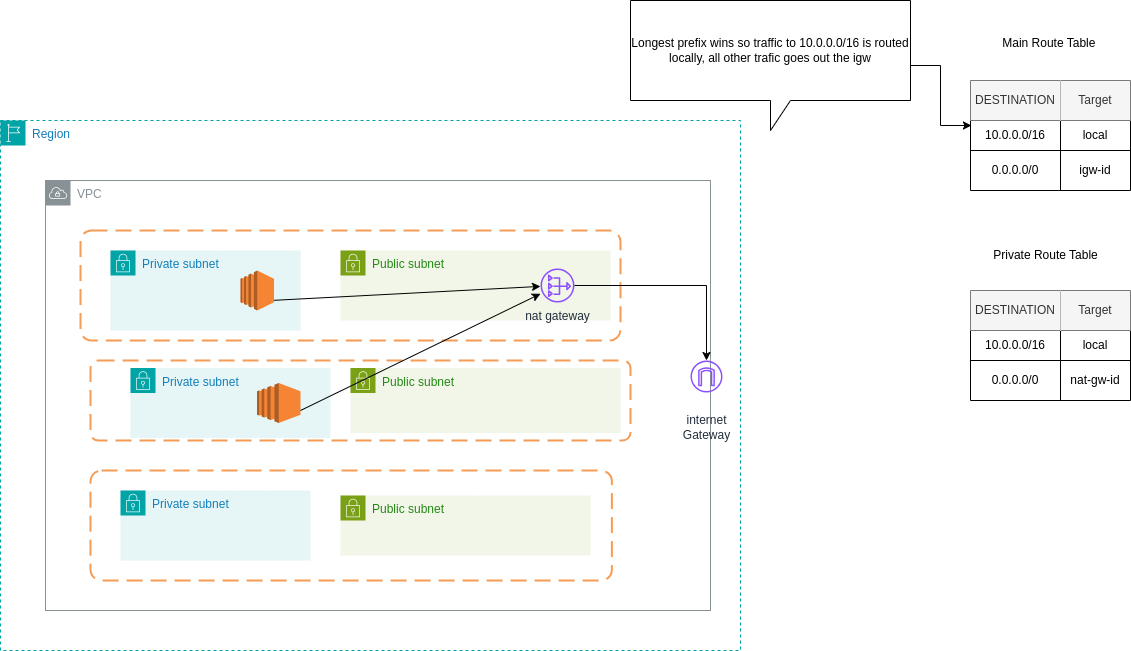 Longest prefix wins so traffic to 10.0.0.0/16 is routed
locally, all other trafic goes out the igw
Main Route Table
DESTINATION Target
10.0.0.0/16 local
0.0.0.0/0 igw-id
Region
VPC
Private subnet
Public subnet
nat gateway
Private subnet
Public subnet
internet
Gateway
Private subnet
Public subnet
Private Route Table
DESTINATION Target
10.0.0.0/16 local
0.0.0.0/0 nat-gw-id